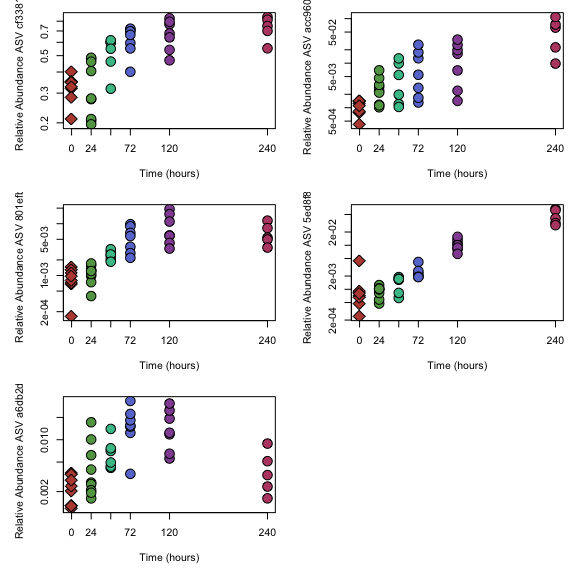 Relative Abundance ASV cf3381
0.7
0.5
0.3
0.2
0 24 72 120 240
Time (hours)
Relative Abundance ASV acc960
5e-02
5e-03
5e-04
0 24 72 120 240
Time (hours)
Relative Abundance ASV 801eft
5e-03
1e-03
2e-04
0 24 72 120 240
Time (hours)
Relative Abundance ASV 5ed8f8
2e-02
2e-03
2e-04
0 24 72 120 240
Time (hours)
Relative Abundance ASV a6db2d
0.010
0.002
0 24 72 120 240
Time (hours)